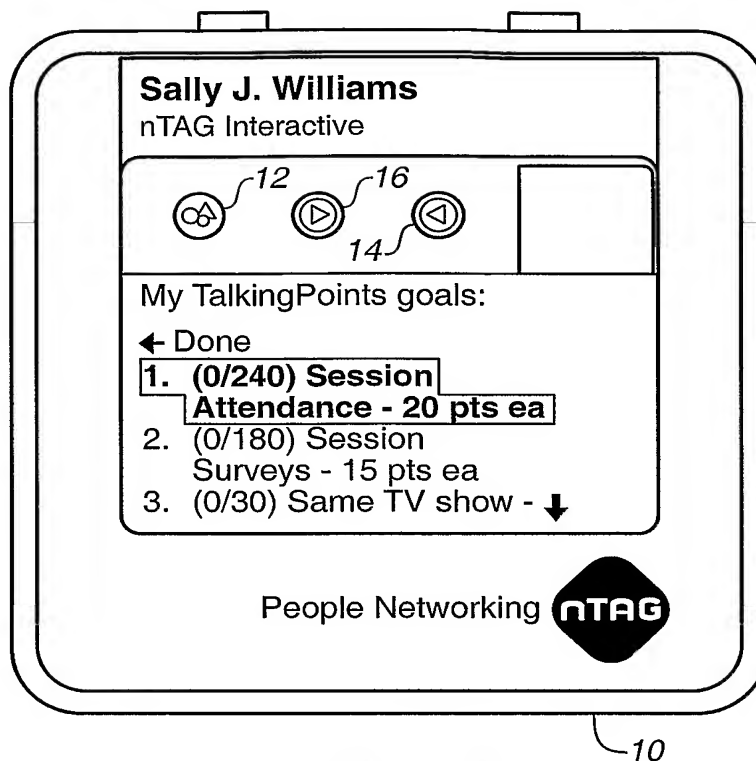 Sally J. Williams
nTAG Interactive
12
16
14
My TalkingPoints goals:
← Done
1. (0/240) Session
Attendance - 20 pts ea
2. (0/180) Session
Surveys - 15 pts ea
3. (0/30) Same TV show - ↓
People Networking nTAG
10